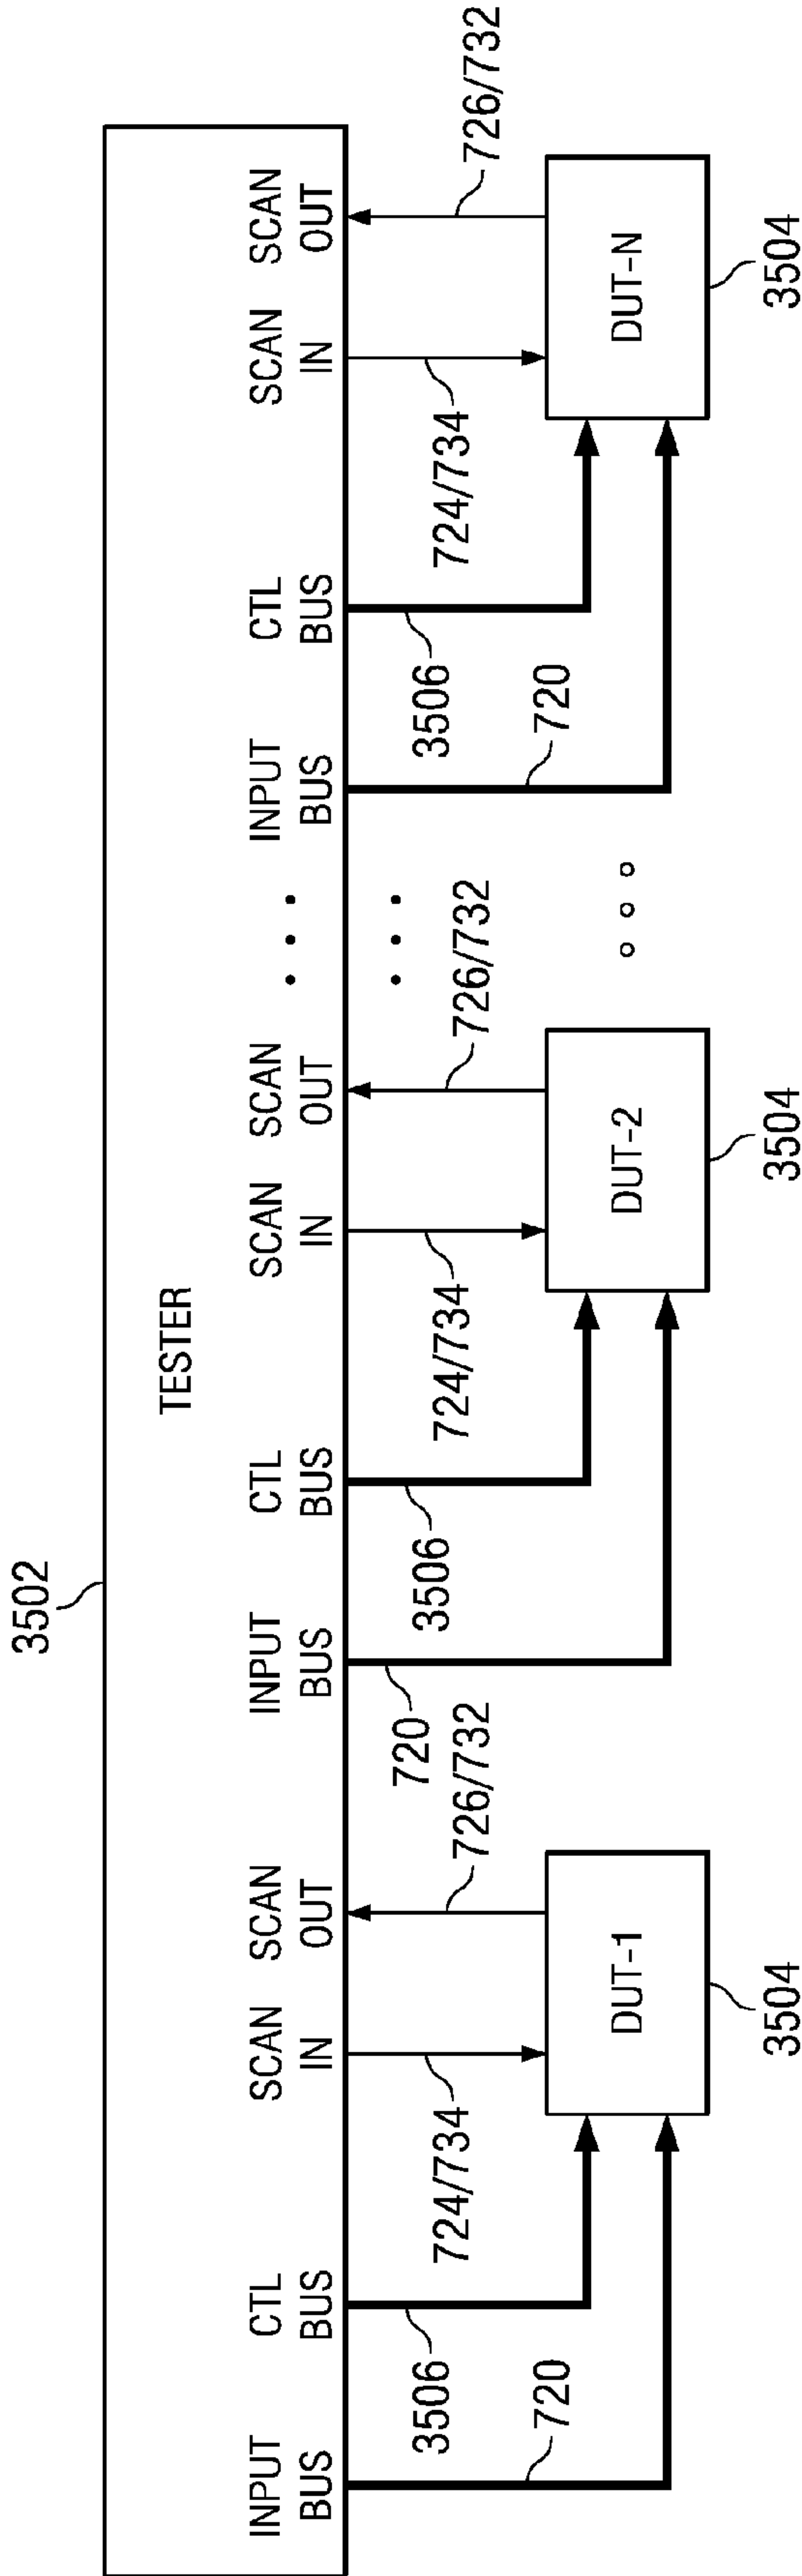 3502
TESTER
INPUT
BUS
CTL
BUS
SCAN
IN
SCAN
OUT
INPUT
BUS
CTL
BUS
SCAN
IN
SCAN
OUT
INPUT
BUS
CTL
BUS
SCAN
IN
SCAN
OUT
3506
720
724/734
726/732
720
3506
724/734
726/732
3506
720
724/734
726/732
DUT-1
DUT-2
DUT-N
3504
3504
3504